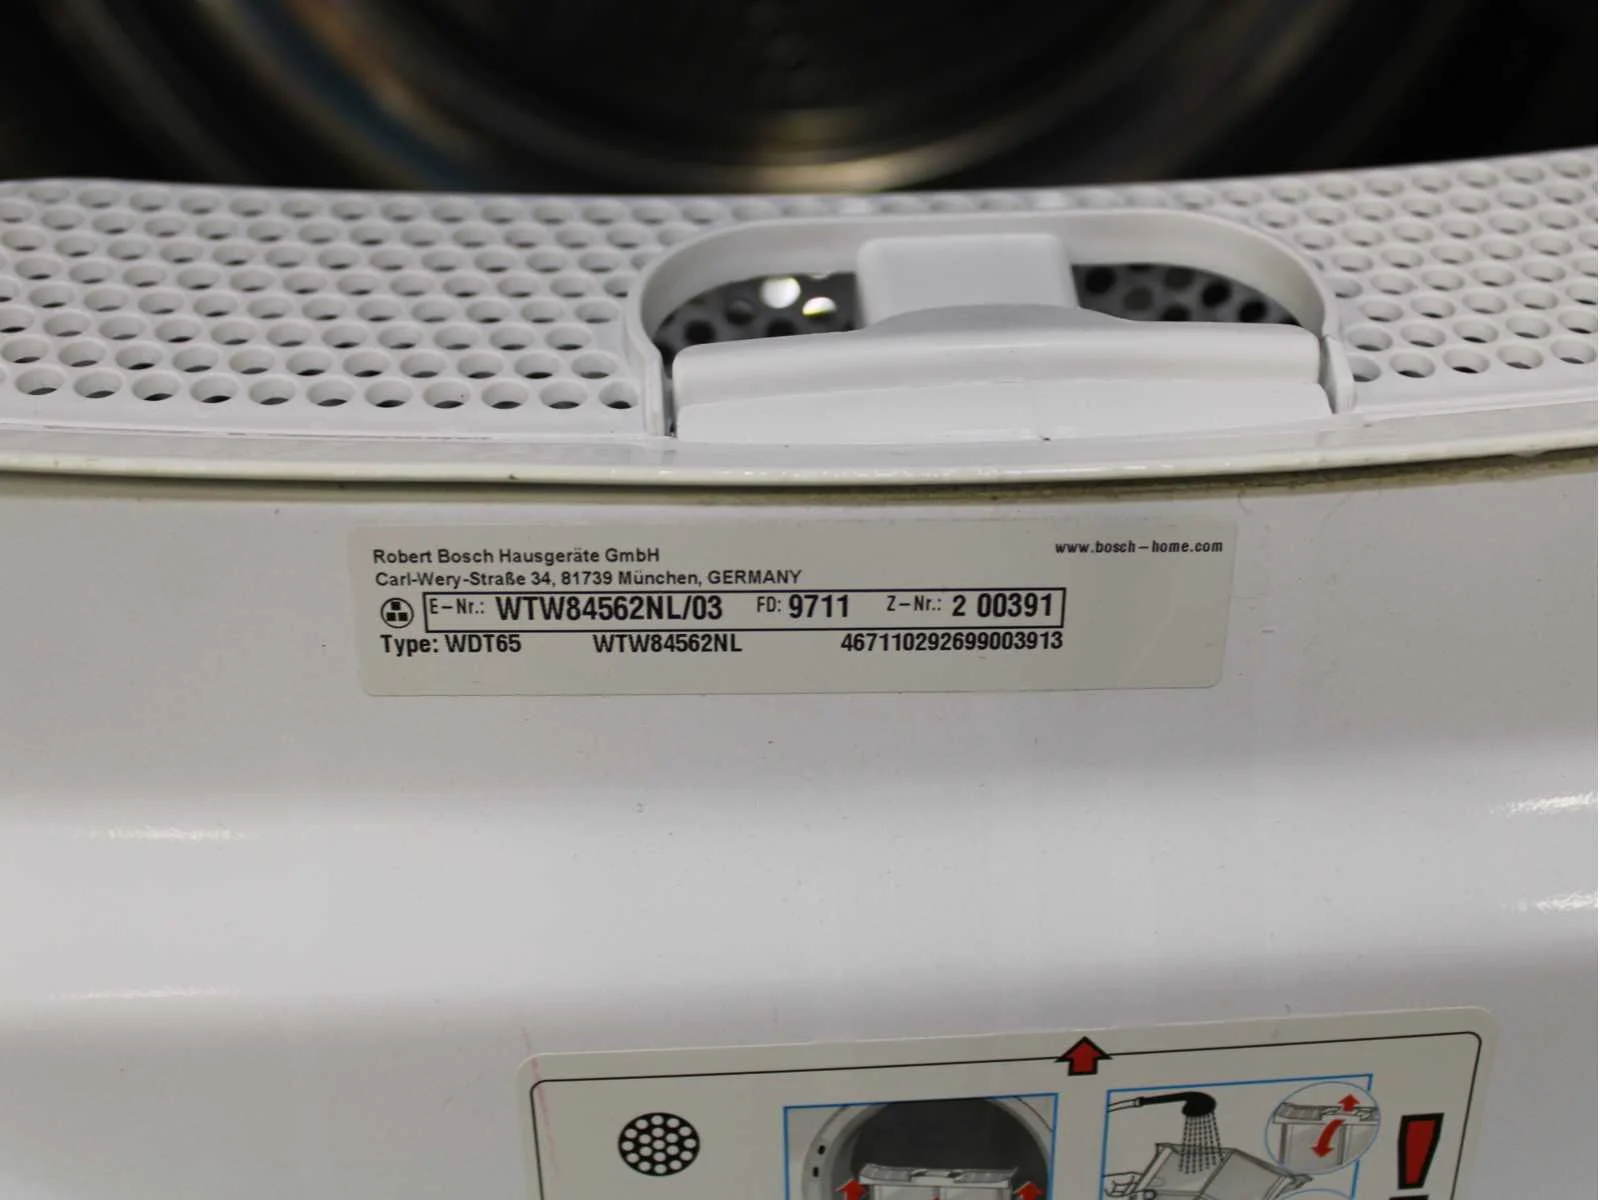 Robert Bosch Hausgeräte GmbH
www.bosch-home.com
Carl-Wery-Straße 34, 81739 München, GERMANY
E-Nr.: WTW84562NL/03 FD: 9711 Z-Nr.: 2 00391
Type: WDT65 WTW84562NL 467110292699003913